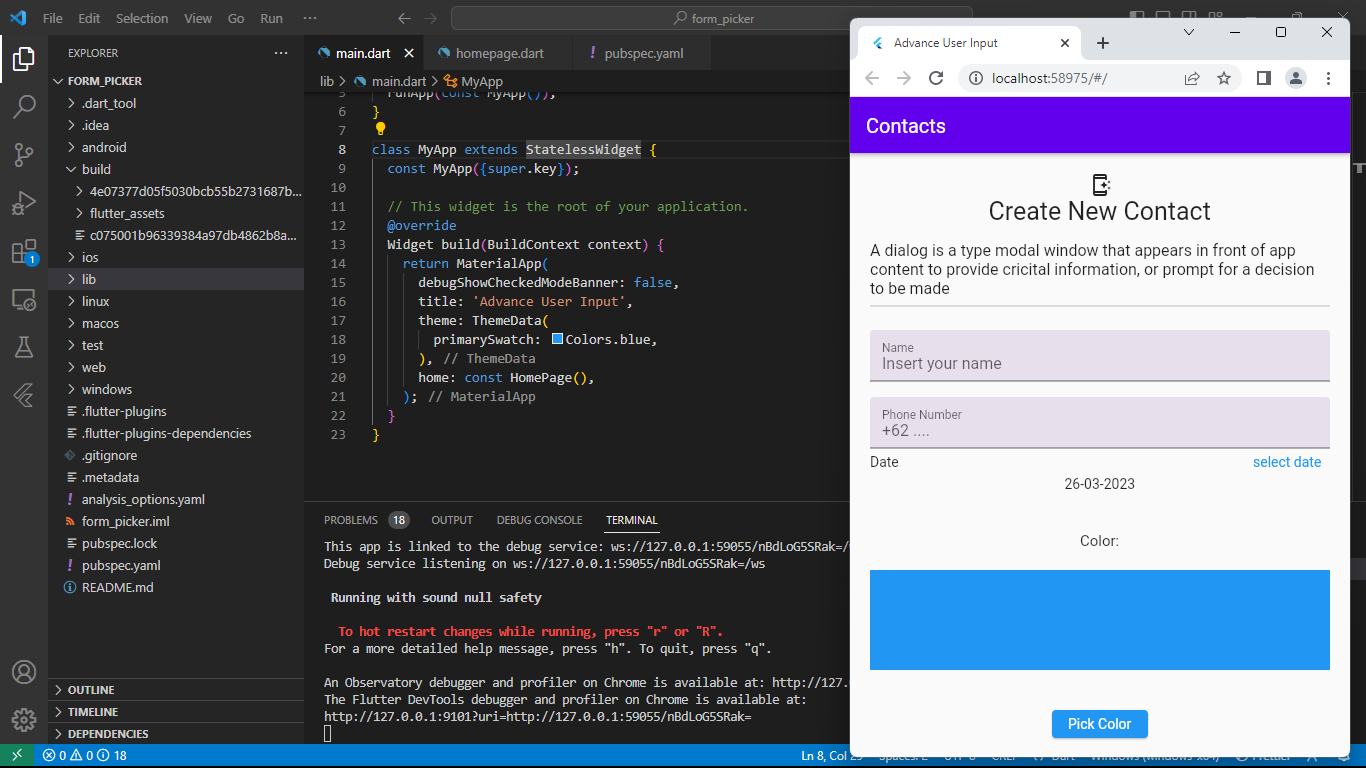 File Edit Selection View Go Run ··· form_picker
EXPLORER ···
FORM_PICKER
.dart_tool
.idea
android
build
4e07377d05f5030bcb55b2731687b...
flutter_assets
c075001b96339384a97db4862b8a...
ios
lib
linux
macos
test
web
windows
.flutter-plugins
.flutter-plugins-dependencies
.gitignore
.metadata
analysis_options.yaml
form_picker.iml
pubspec.lock
pubspec.yaml
README.md
OUTLINE
TIMELINE
DEPENDENCIES
1
main.dart homepage.dart ! pubspec.yaml
lib > main.dart > MyApp
5 runApp(const MyApp());
6 }
7
8 class MyApp extends StatelessWidget {
9 const MyApp({super.key});
10
11 // This widget is the root of your application.
12 @override
13 Widget build(BuildContext context) {
14 return MaterialApp(
15 debugShowCheckedModeBanner: false,
16 title: 'Advance User Input',
17 theme: ThemeData(
18 primarySwatch: Colors.blue,
19 ), // ThemeData
20 home: const HomePage(),
21 ); // MaterialApp
22 }
23 }
PROBLEMS 18 OUTPUT DEBUG CONSOLE TERMINAL
This app is linked to the debug service: ws://127.0.0.1:59055/nBdLoG5SRak=/
Debug service listening on ws://127.0.0.1:59055/nBdLoG5SRak=/ws
Running with sound null safety
To hot restart changes while running, press "r" or "R".
For a more detailed help message, press "h". To quit, press "q".
An Observatory debugger and profiler on Chrome is available at: http://127.
The Flutter DevTools debugger and profiler on Chrome is available at:
http://127.0.0.1:9101?uri=http://127.0.0.1:59055/nBdLoG5SRak=
0 0 18 Ln 8, Col
Advance User Input
localhost:58975/#/
Contacts
Create New Contact
A dialog is a type modal window that appears in front of app
content to provide cricital information, or prompt for a decision
to be made
Name
Insert your name
Phone Number
+62 ....
Date select date
26-03-2023
Color:
Pick Color